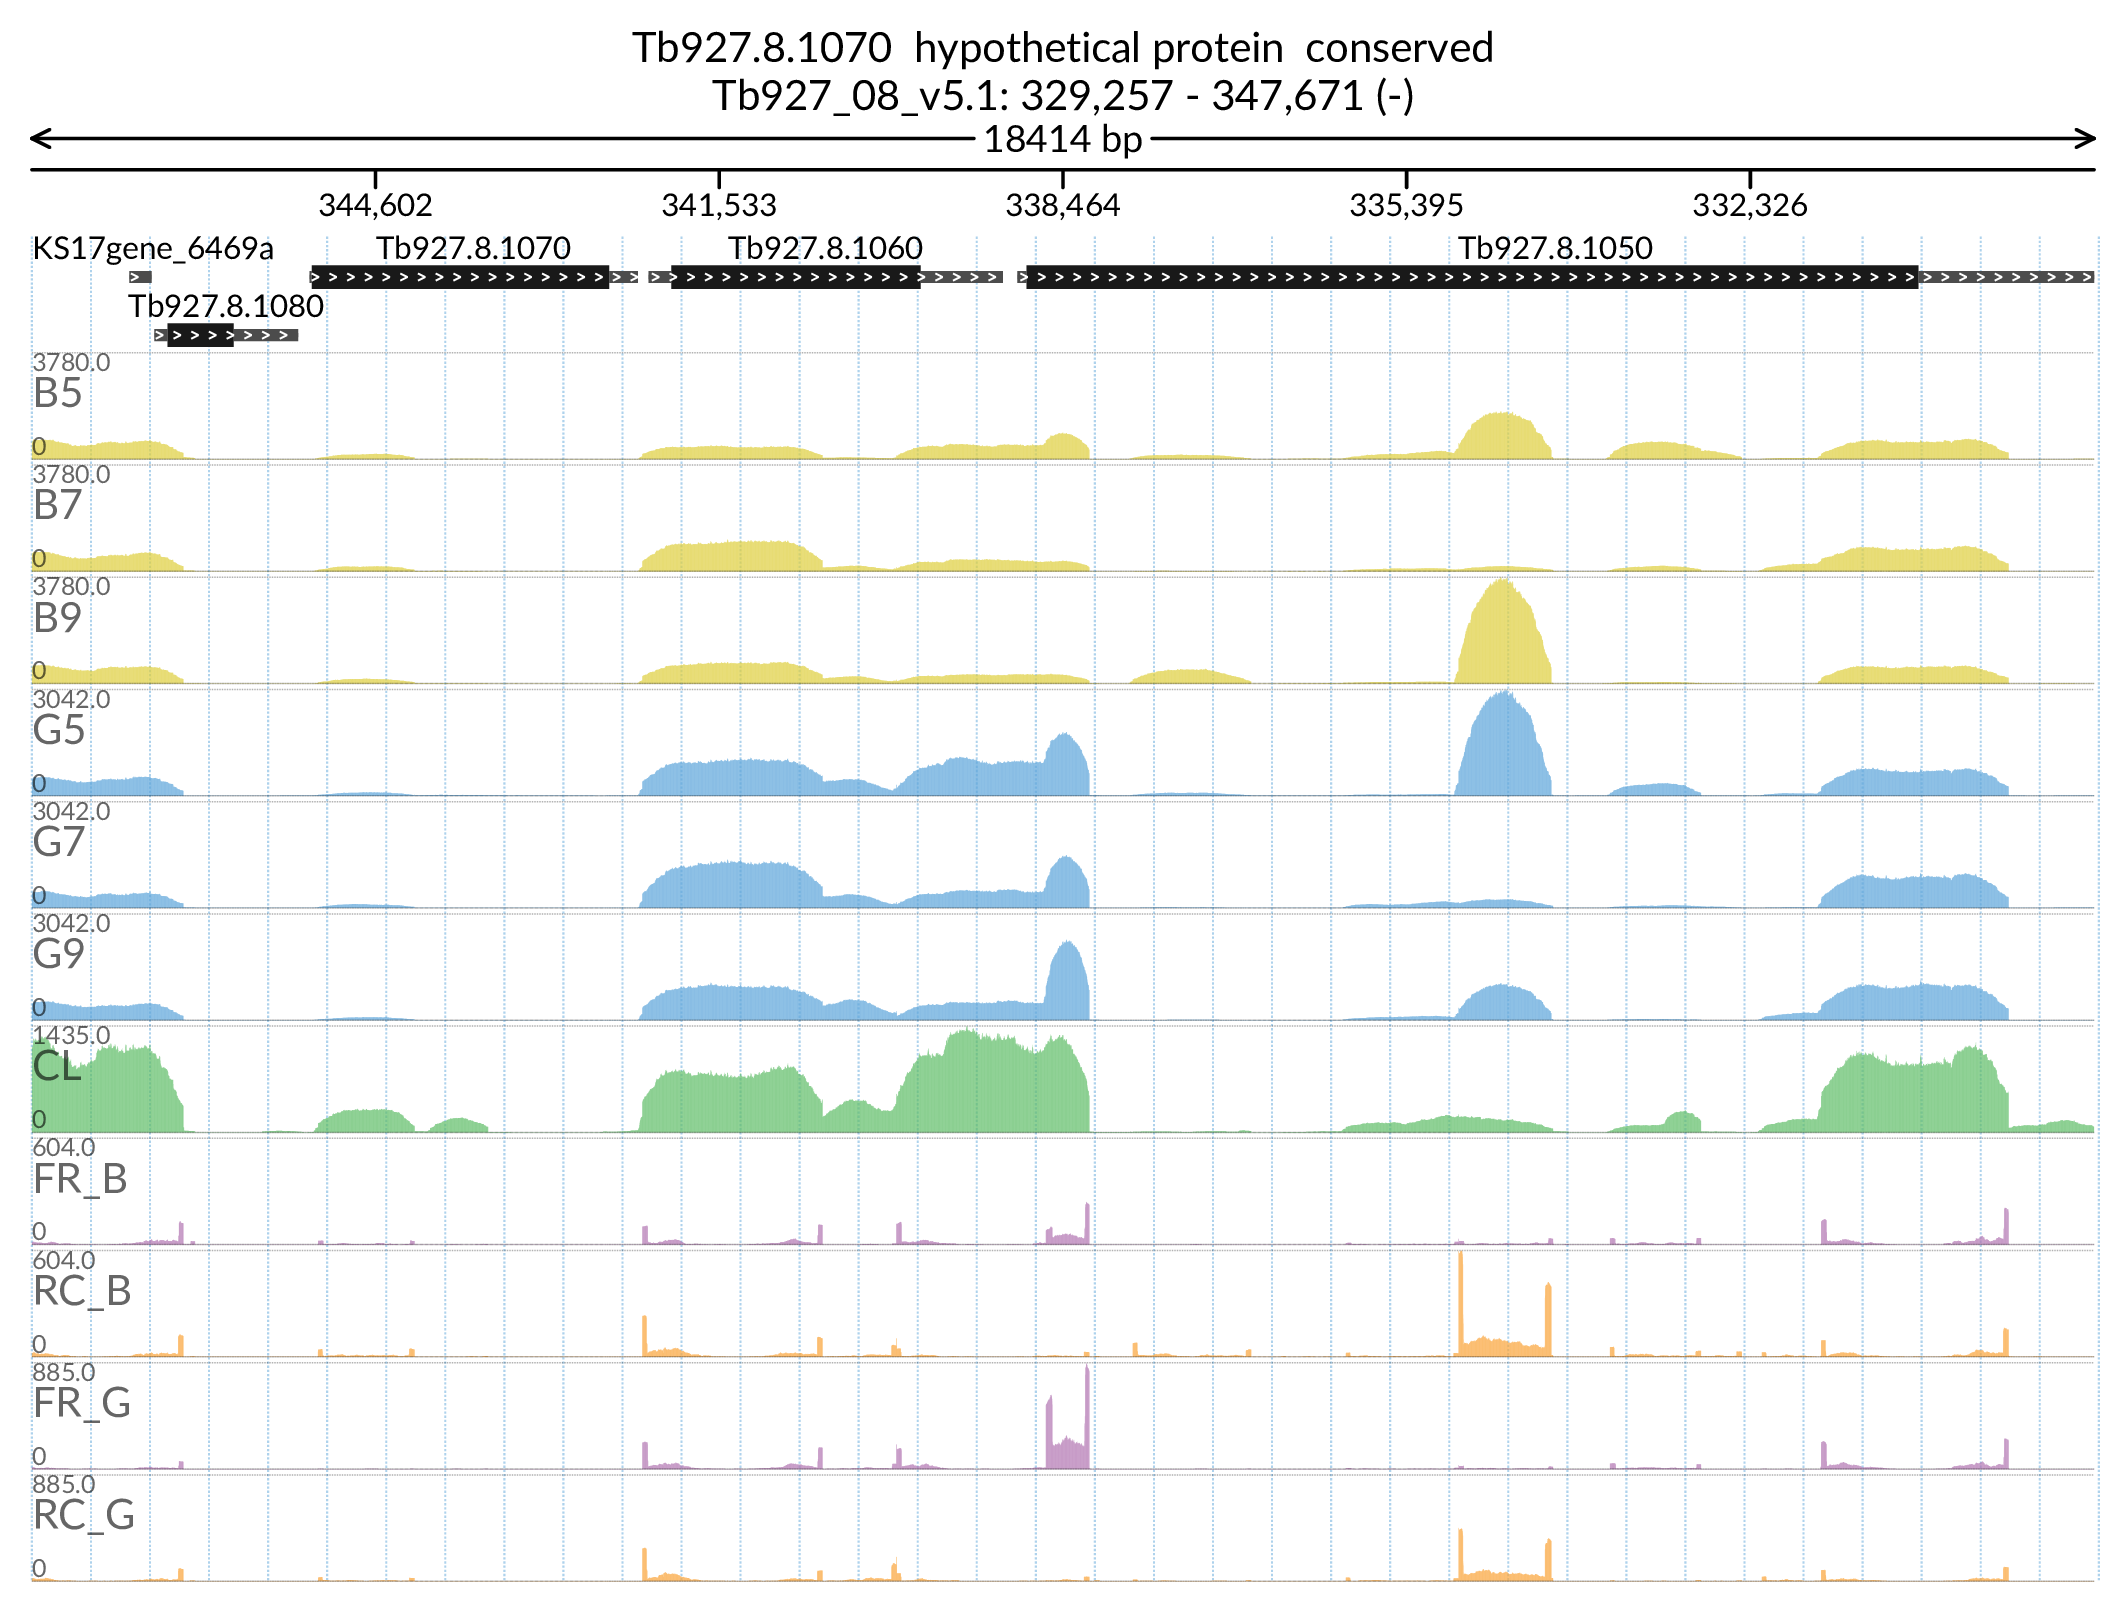 Tb927.8.1070  hypothetical protein  conserved
Tb927_08_v5.1: 329,257 - 347,671 (-)
18414 bp
344,602 341,533 338,464 335,395 332,326
KS17gene_6469a Tb927.8.1070 Tb927.8.1060 Tb927.8.1050
Tb927.8.1080
3780.0
B5
0
3780.0
B7
0
3780.0
B9
0
3042.0
G5
0
3042.0
G7
0
3042.0
G9
0
1435.0
CL
0
604.0
FR_B
0
604.0
RC_B
0
885.0
FR_G
0
885.0
RC_G
0